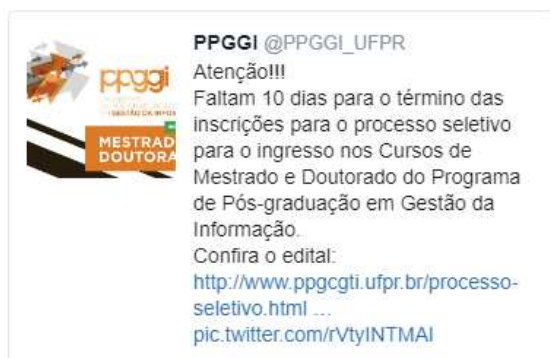 PPGGI @PPGGI_UFPR
Atenção!!!
Faltam 10 dias para o término das
inscrições para o processo seletivo
para o ingresso nos Cursos de
Mestrado e Doutorado do Programa
de Pós-graduação em Gestão da
Informação.
Confira o edital:
http://www.ppgcgti.ufpr.br/processo-
seletivo.html ...
pic.twitter.com/rVtyINTMAI
ppggi
MESTRAD
DOUTORA